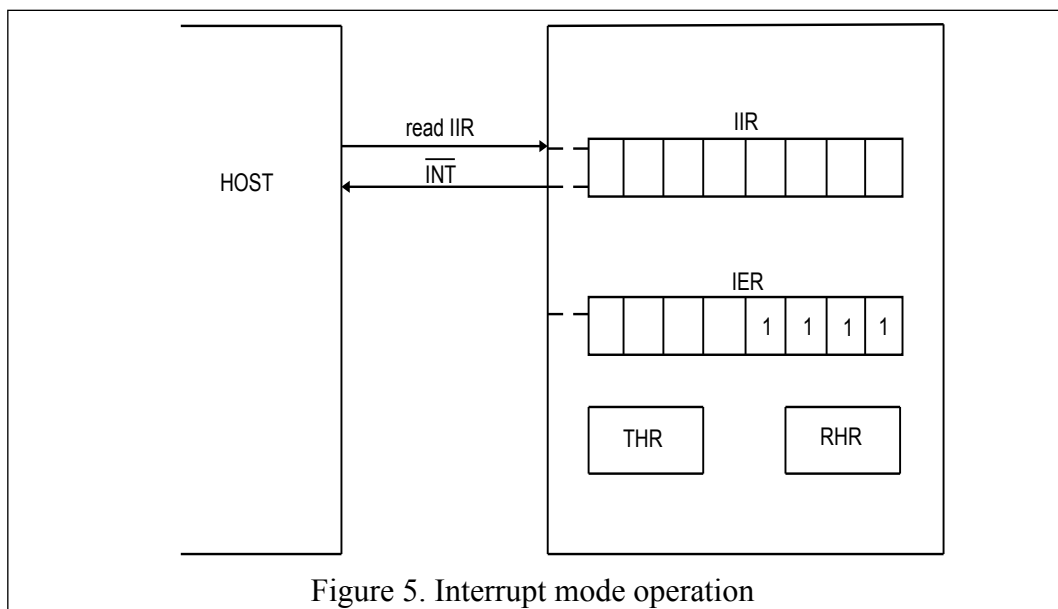 read IIR
IIR
HOST
INT
IER
1 1 1 1
THR
RHR
Figure 5. Interrupt mode operation